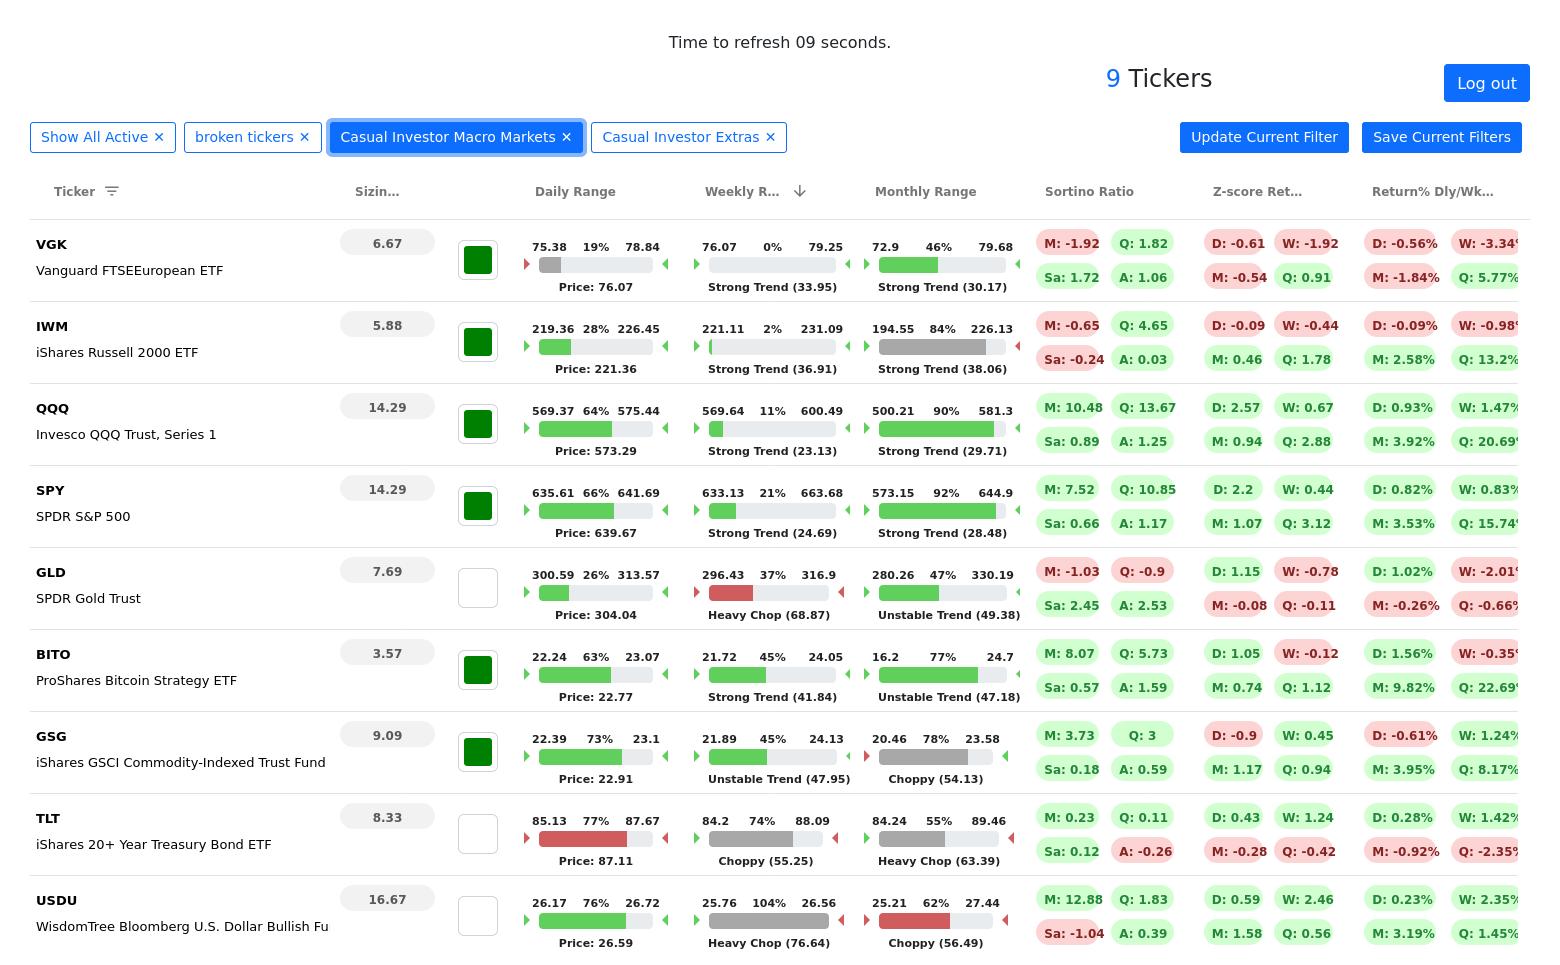 Time to refresh 09 seconds.
9 Tickers
Log out
Show All Active ✕ broken tickers ✕ Casual Investor Macro Markets ✕ Casual Investor Extras ✕ Update Current Filter Save Current Filters
Ticker Sizin... Daily Range Weekly R... Monthly Range Sortino Ratio Z-score Ret... Return% Dly/Wk...
VGK 6.67 75.38 19% 78.84 76.07 0% 79.25 72.9 46% 79.68 M: -1.92 Q: 1.82 D: -0.61 W: -1.92 D: -0.56% W: -3.34%
Vanguard FTSEEuropean ETF Price: 76.07 Strong Trend (33.95) Strong Trend (30.17) Sa: 1.72 A: 1.06 M: -0.54 Q: 0.91 M: -1.84% Q: 5.77%
IWM 5.88 219.36 28% 226.45 221.11 2% 231.09 194.55 84% 226.13 M: -0.65 Q: 4.65 D: -0.09 W: -0.44 D: -0.09% W: -0.98%
iShares Russell 2000 ETF Price: 221.36 Strong Trend (36.91) Strong Trend (38.06) Sa: -0.24 A: 0.03 M: 0.46 Q: 1.78 M: 2.58% Q: 13.2%
QQQ 14.29 569.37 64% 575.44 569.64 11% 600.49 500.21 90% 581.3 M: 10.48 Q: 13.67 D: 2.57 W: 0.67 D: 0.93% W: 1.47%
Invesco QQQ Trust, Series 1 Price: 573.29 Strong Trend (23.13) Strong Trend (29.71) Sa: 0.89 A: 1.25 M: 0.94 Q: 2.88 M: 3.92% Q: 20.69%
SPY 14.29 635.61 66% 641.69 633.13 21% 663.68 573.15 92% 644.9 M: 7.52 Q: 10.85 D: 2.2 W: 0.44 D: 0.82% W: 0.83%
SPDR S&P 500 Price: 639.67 Strong Trend (24.69) Strong Trend (28.48) Sa: 0.66 A: 1.17 M: 1.07 Q: 3.12 M: 3.53% Q: 15.74%
GLD 7.69 300.59 26% 313.57 296.43 37% 316.9 280.26 47% 330.19 M: -1.03 Q: -0.9 D: 1.15 W: -0.78 D: 1.02% W: -2.01%
SPDR Gold Trust Price: 304.04 Heavy Chop (68.87) Unstable Trend (49.38) Sa: 2.45 A: 2.53 M: -0.08 Q: -0.11 M: -0.26% Q: -0.66%
BITO 3.57 22.24 63% 23.07 21.72 45% 24.05 16.2 77% 24.7 M: 8.07 Q: 5.73 D: 1.05 W: -0.12 D: 1.56% W: -0.35%
ProShares Bitcoin Strategy ETF Price: 22.77 Strong Trend (41.84) Unstable Trend (47.18) Sa: 0.57 A: 1.59 M: 0.74 Q: 1.12 M: 9.82% Q: 22.69%
GSG 9.09 22.39 73% 23.1 21.89 45% 24.13 20.46 78% 23.58 M: 3.73 Q: 3 D: -0.9 W: 0.45 D: -0.61% W: 1.24%
iShares GSCI Commodity-Indexed Trust Fund Price: 22.91 Unstable Trend (47.95) Choppy (54.13) Sa: 0.18 A: 0.59 M: 1.17 Q: 0.94 M: 3.95% Q: 8.17%
TLT 8.33 85.13 77% 87.67 84.2 74% 88.09 84.24 55% 89.46 M: 0.23 Q: 0.11 D: 0.43 W: 1.24 D: 0.28% W: 1.42%
iShares 20+ Year Treasury Bond ETF Price: 87.11 Choppy (55.25) Heavy Chop (63.39) Sa: 0.12 A: -0.26 M: -0.28 Q: -0.42 M: -0.92% Q: -2.35%
USDU 16.67 26.17 76% 26.72 25.76 104% 26.56 25.21 62% 27.44 M: 12.88 Q: 1.83 D: 0.59 W: 2.46 D: 0.23% W: 2.35%
WisdomTree Bloomberg U.S. Dollar Bullish Fu Price: 26.59 Heavy Chop (76.64) Choppy (56.49) Sa: -1.04 A: 0.39 M: 1.58 Q: 0.56 M: 3.19% Q: 1.45%